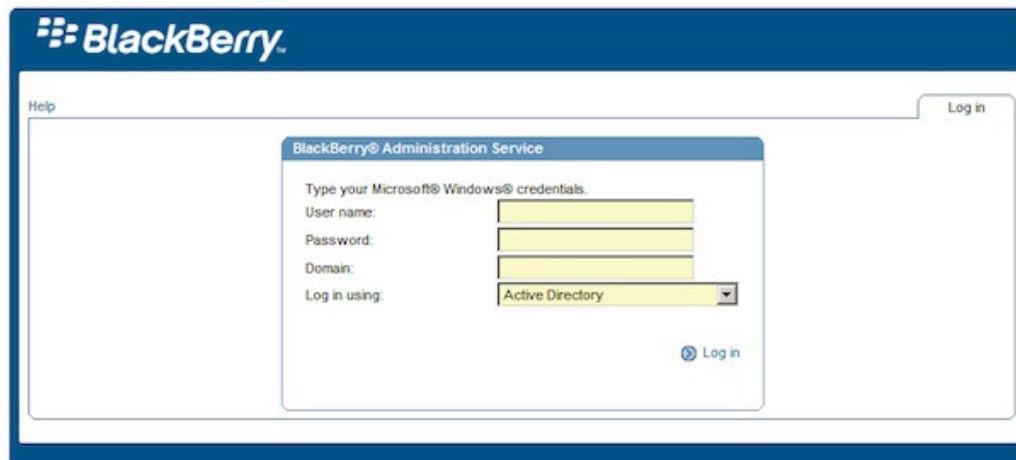 BlackBerry™
Help
Log in
BlackBerry® Administration Service
Type your Microsoft® Windows® credentials.
User name:
Password:
Domain:
Log in using: Active Directory
Log in